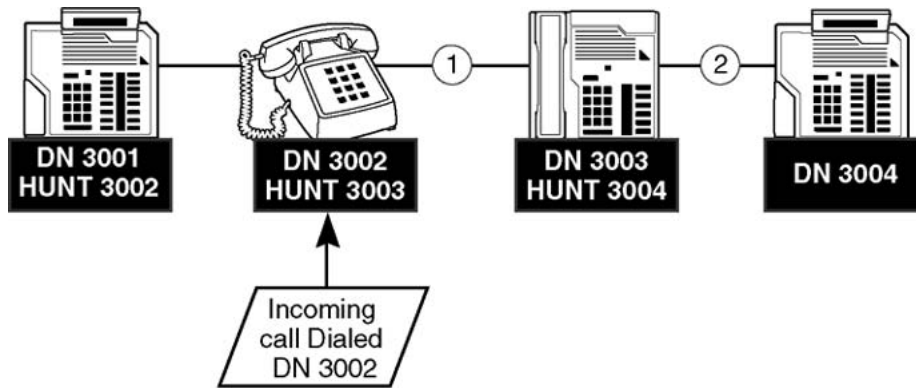 1
2
DN 3001
HUNT 3002
DN 3002
HUNT 3003
DN 3003
HUNT 3004
DN 3004
Incoming
call Dialed
DN 3002